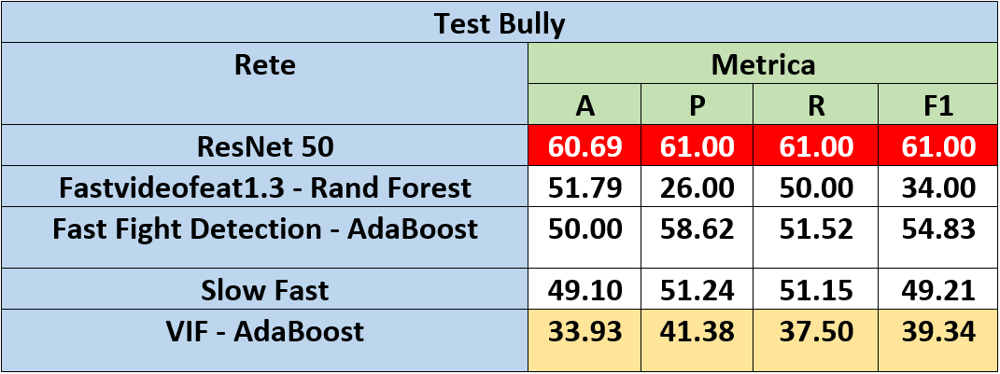 Test Bully
Rete Metrica
A P R F1
ResNet 50 60.69 61.00 61.00 61.00
Fastvideofeat1.3 - Rand Forest 51.79 26.00 50.00 34.00
Fast Fight Detection - AdaBoost 50.00 58.62 51.52 54.83
Slow Fast 49.10 51.24 51.15 49.21
VIF - AdaBoost 33.93 41.38 37.50 39.34